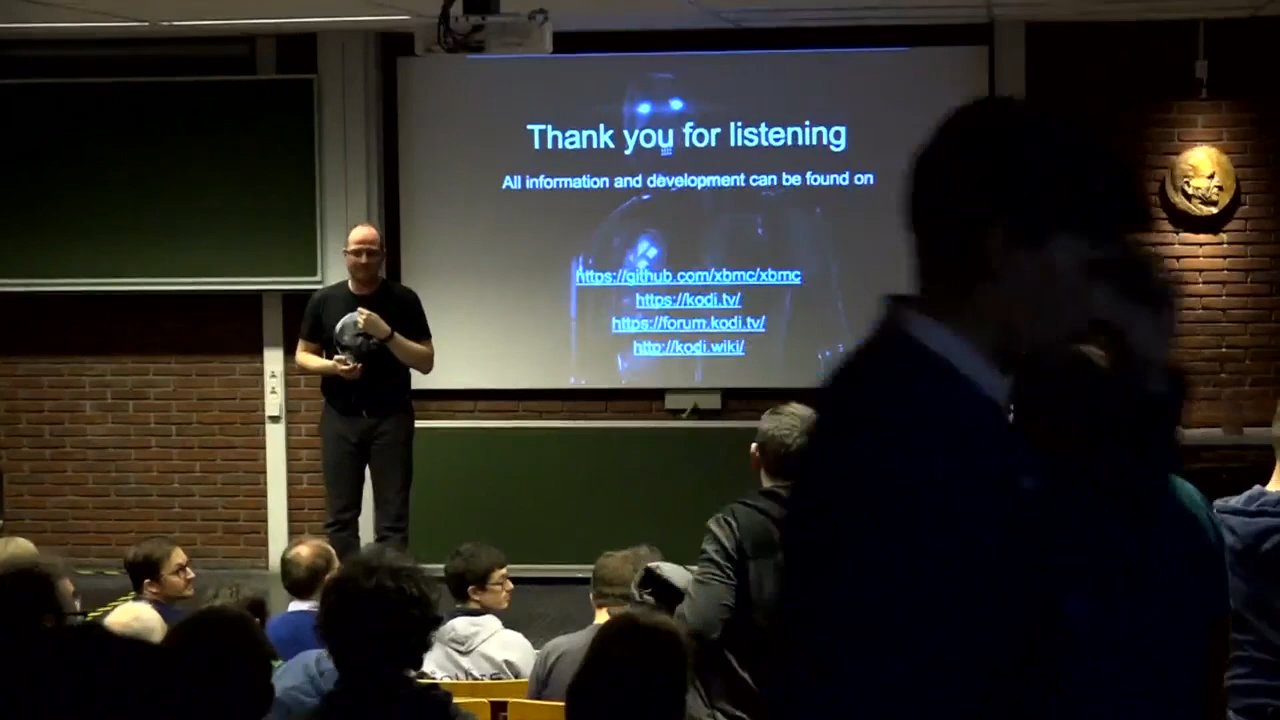 Thank you for listening
All information and development can be found on
https://github.com/xbmc/xbmc
https://kodi.tv/
https://forum.kodi.tv/
http://kodi.wiki/